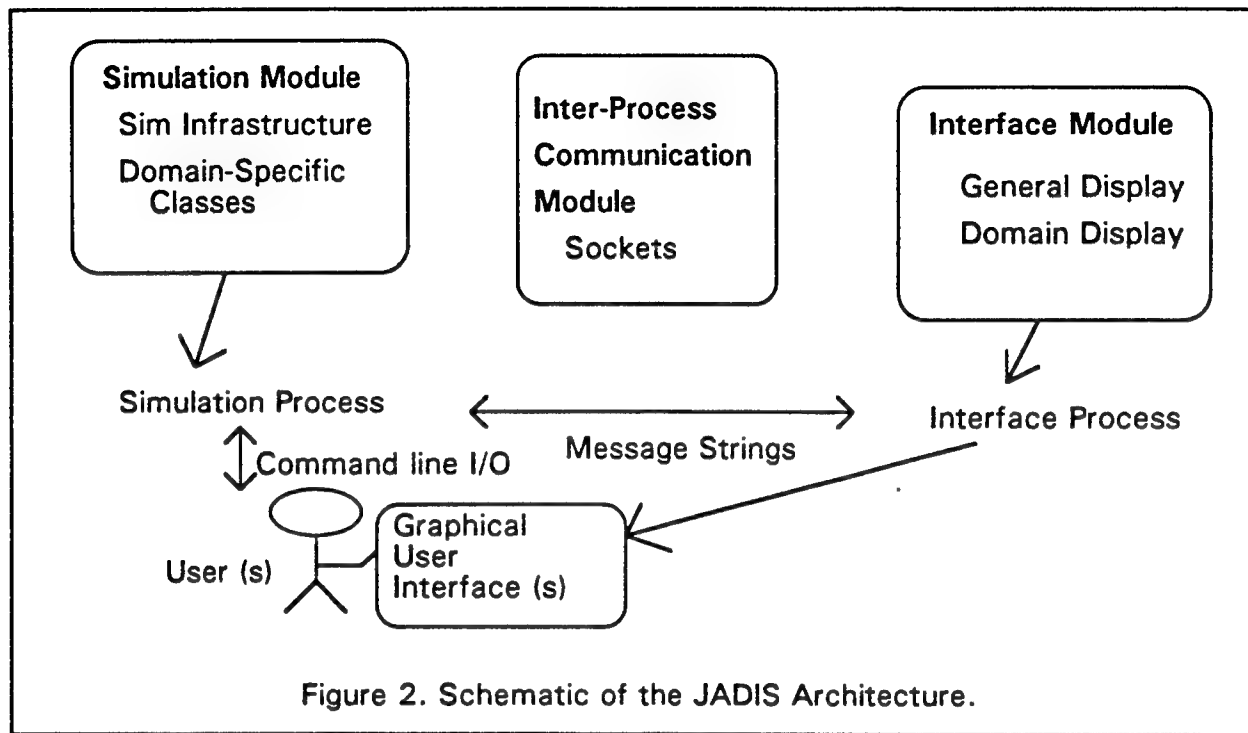 Simulation Module
Sim Infrastructure
Domain-Specific
Classes
Inter-Process
Communication
Module
Sockets
Interface Module
General Display
Domain Display
Simulation Process
Message Strings
Interface Process
Command line I/O
User (s)
Graphical
User
Interface (s)
Figure 2. Schematic of the JADIS Architecture.